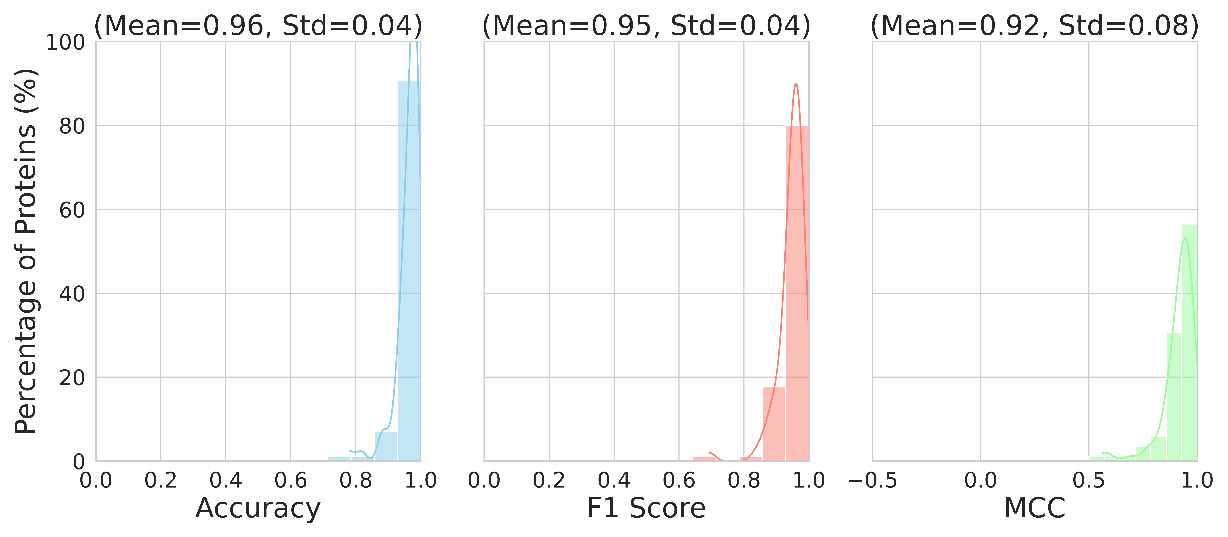 (Mean=0.96, Std=0.04) (Mean=0.95, Std=0.04) (Mean=0.92, Std=0.08)
100
80
60
40
20
0
Percentage of Proteins (%)
0.0 0.2 0.4 0.6 0.8 1.0
Accuracy
0.0 0.2 0.4 0.6 0.8 1.0
F1 Score
−0.5 0.0 0.5 1.0
MCC